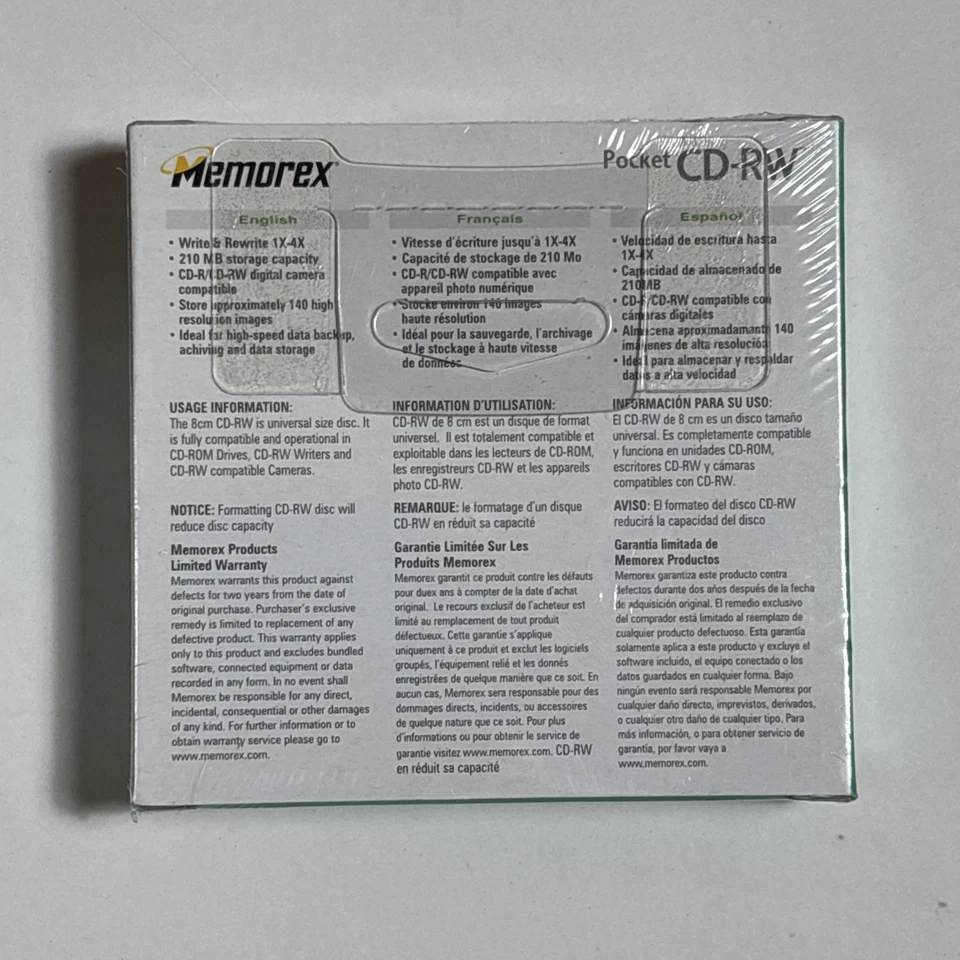 Memorex
Pocket CD-RW
English
• Write & Rewrite 1X-4X
• 210 MB storage capacity
• CD-R/CD-RW digital camera
compatible
• Store approximately 140 high
resolution images
• Ideal for high-speed data backup,
achiving and data storage
USAGE INFORMATION:
The 8cm CD-RW is universal size disc. It
is fully compatible and operational in
CD-ROM Drives, CD-RW Writers and
CD-RW compatible Cameras.
NOTICE: Formatting CD-RW disc will
reduce disc capacity
Memorex Products
Limited Warranty
Memorex warrants this product against
defects for two years from the date of
original purchase. Purchaser's exclusive
remedy is limited to replacement of any
defective product. This warranty applies
only to this product and excludes bundled
software, connected equipment or data
recorded in any form. In no event shall
Memorex be responsible for any direct,
incidental, consequential or other damages
of any kind. For further information or to
obtain warranty service please go to
www.memorex.com.
Français
• Vitesse d'écriture jusqu'à 1X-4X
• Capacité de stockage de 210 Mo
• CD-R/CD-RW compatible avec
appareil photo numérique
• Stocke environ 140 images
haute résolution
• Idéal pour la sauvegarde, l'archivage
et le stockage à haute vitesse
de données
INFORMATION D'UTILISATION:
CD-RW de 8 cm est un disque de format
universel. Il est totalement compatible et
exploitable dans les lecteurs de CD-ROM,
les enregistreurs CD-RW et les appareils
photo CD-RW.
REMARQUE: le formatage d'un disque
CD-RW en réduit sa capacité
Garantie Limitée Sur Les
Produits Memorex
Memorex garantit ce produit contre les défauts
pour duex ans à compter de la date d'achat
original. Le recours exclusif de l'acheteur est
limité au remplacement de tout produit
défectueux. Cette garantie s'applique
uniquement à ce produit et exclut les logiciels
groupés, l'équipement relié et les donnés
enregistrées de quelque manière que ce soit. En
aucun cas, Memorex sera responsable pour des
dommages directs, incidents, ou accessoires
de quelque nature que ce soit. Pour plus
d'informations ou pour obtenir le service de
garantie visitez www.memorex.com. CD-RW
en réduit sa capacité
Español
• Velocidad de escritura hasta
1X-4X
• Capacidad de almacenado de
210 MB
• CD-R/CD-RW compatible con
cámaras digitales
• Almacena aproximadamante 140
imágenes de alta resolución
• Ideal para almacenar y respaldar
datos a alta velocidad
INFORMACIÓN PARA SU USO:
El CD-RW de 8 cm es un disco tamaño
universal. Es completamente compatible
y funciona en unidades CD-ROM,
escritores CD-RW y cámaras
compatibles con CD-RW.
AVISO: El formateo del disco CD-RW
reducirá la capacidad del disco
Garantía limitada de
Memorex Productos
Memorex garantiza este producto contra
defectos durante dos años después de la fecha
de adquisición original. El remedio exclusivo
del comprador está limitado al reemplazo de
cualquier producto defectuoso. Esta garantía
solamente aplica a este producto y excluye el
software incluido, el equipo conectado o los
datos guardados en cualquier forma. Bajo
ningún evento será responsable Memorex por
cualquier daño directo, imprevistos, derivados,
o cualquier otro daño de cualquier tipo. Para
más información, o para obtener servicio de
garantía, por favor vaya a
www.memorex.com.